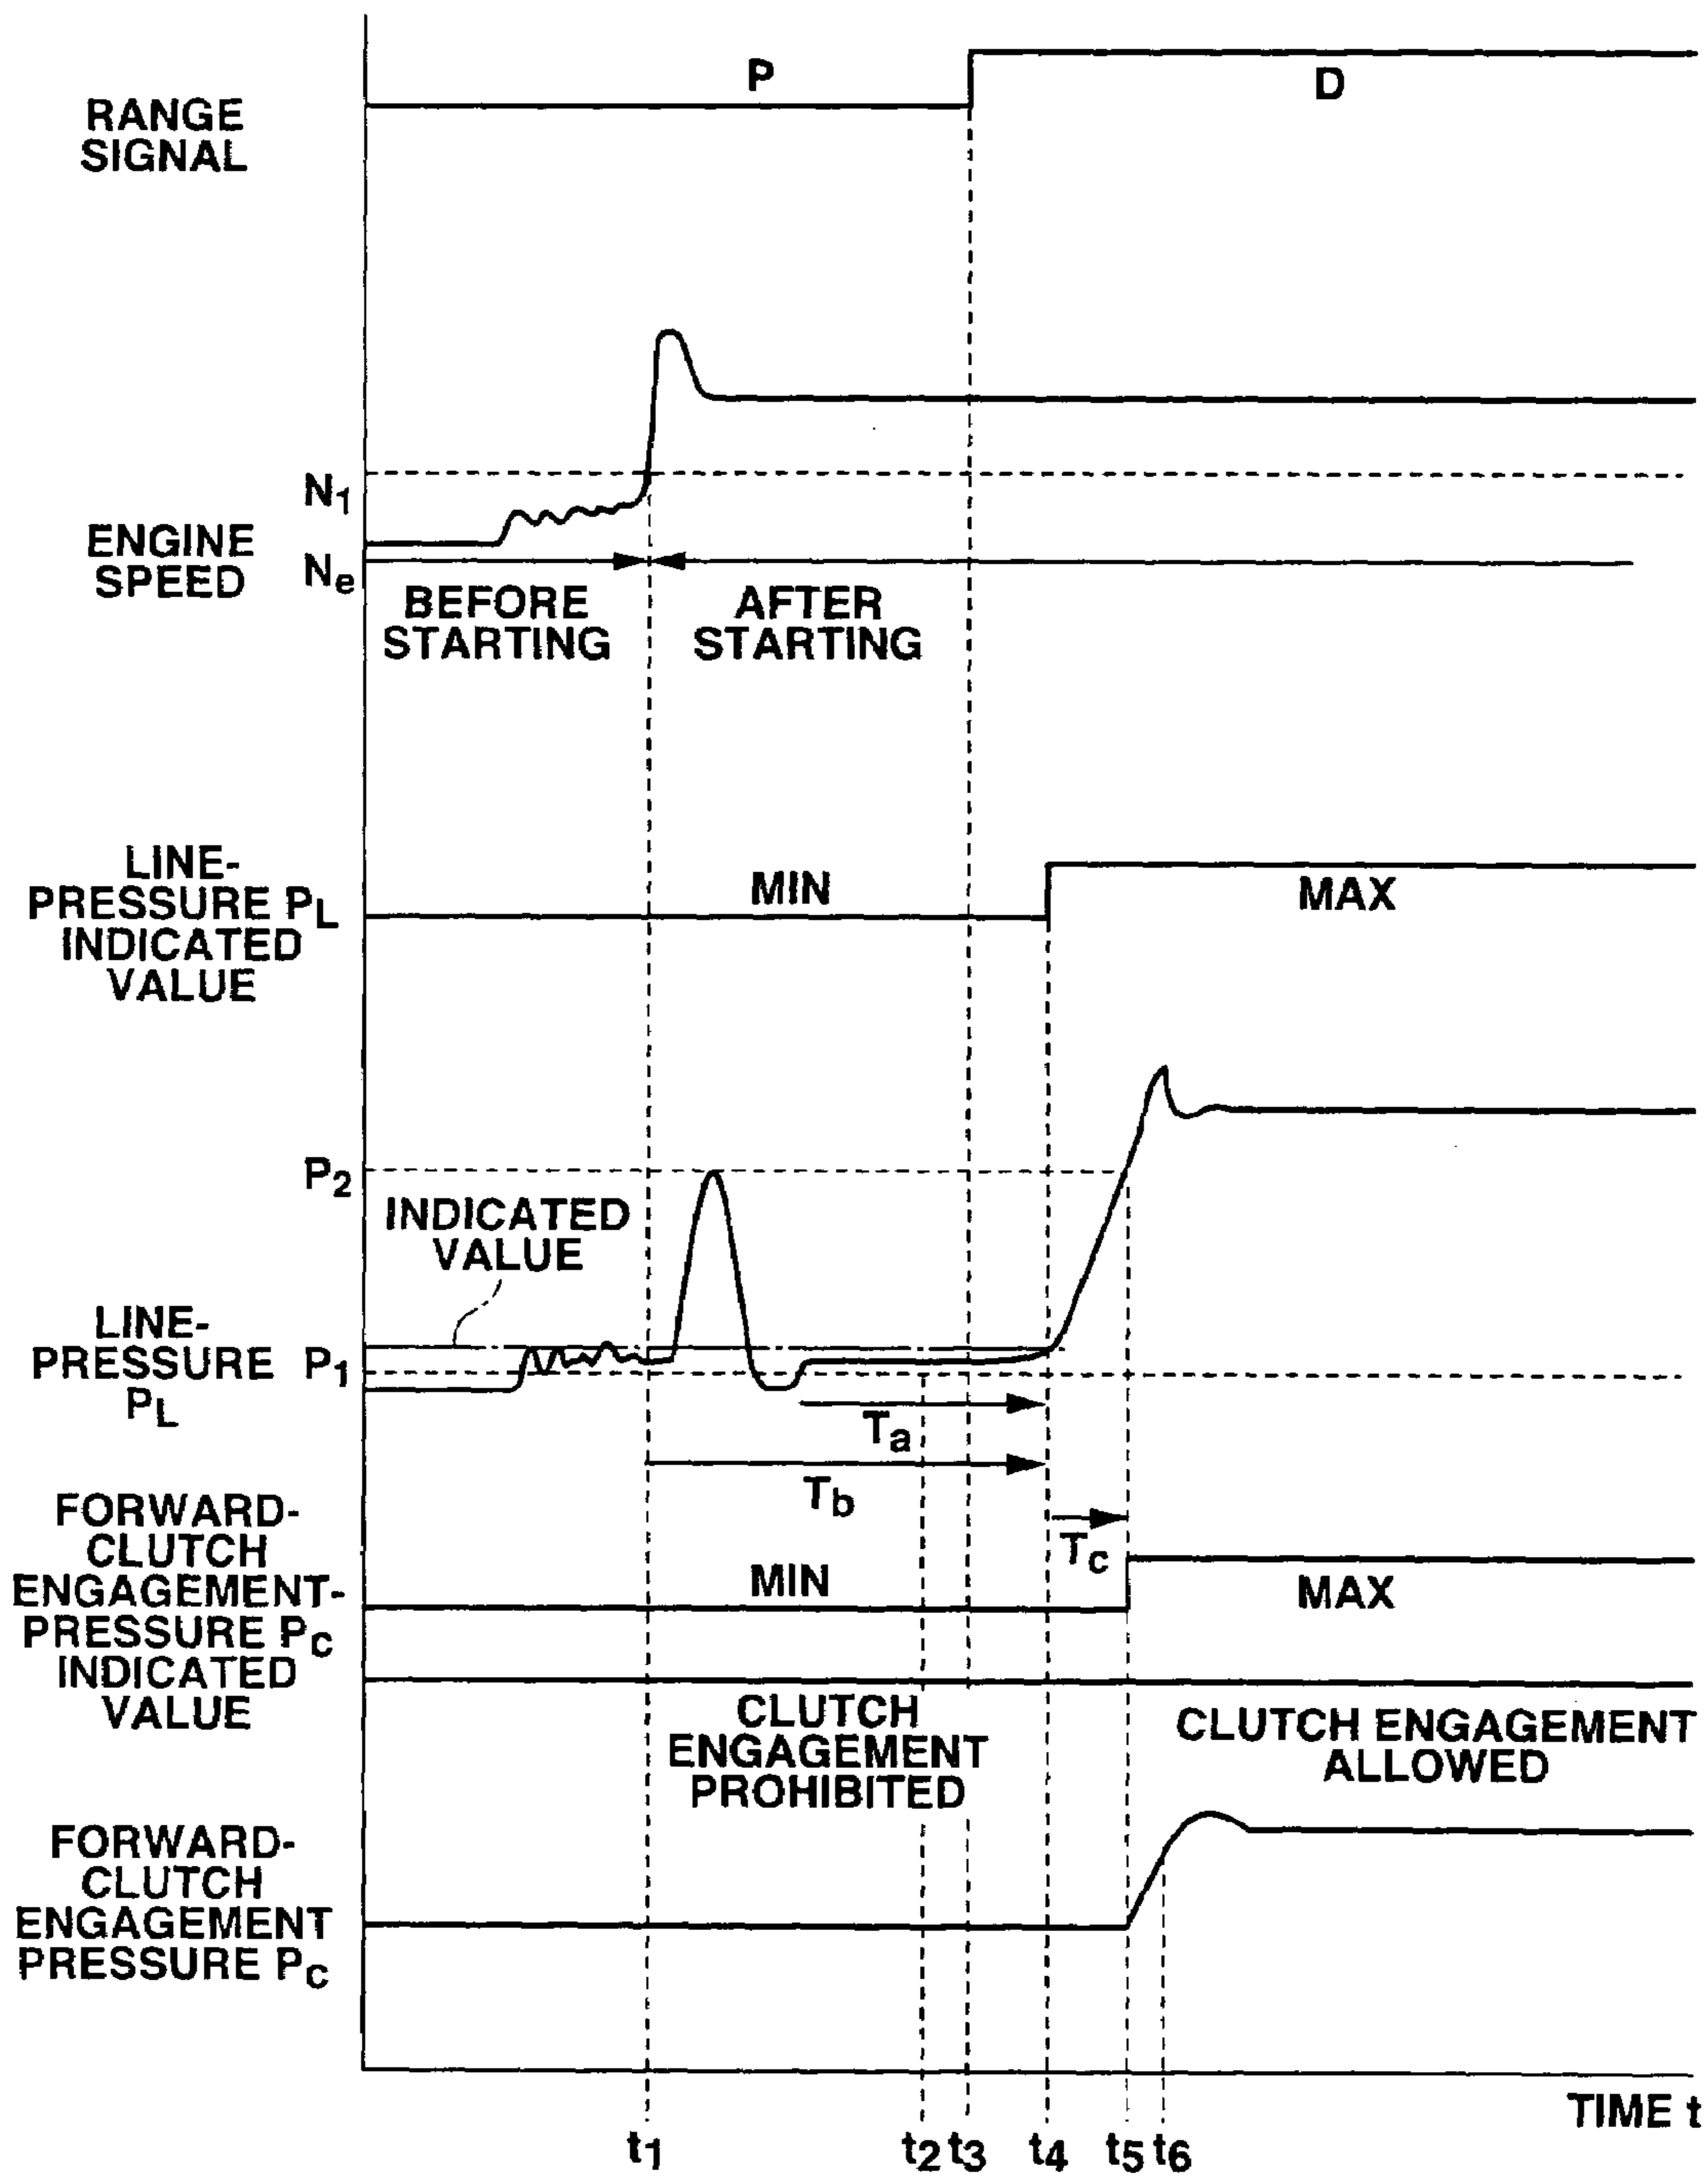 P
D
RANGE
SIGNAL
N1
ENGINE
SPEED
Ne
BEFORE
STARTING
AFTER
STARTING
LINE-
PRESSURE PL
INDICATED
VALUE
MIN
MAX
P2
INDICATED
VALUE
LINE-
PRESSURE
PL
P1
Ta
Tb
Tc
FORWARD-
CLUTCH
ENGAGEMENT-
PRESSURE Pc
INDICATED
VALUE
MIN
MAX
CLUTCH
ENGAGEMENT
PROHIBITED
CLUTCH ENGAGEMENT
ALLOWED
FORWARD-
CLUTCH
ENGAGEMENT
PRESSURE Pc
TIME t
t1 t2 t3 t4 t5 t6